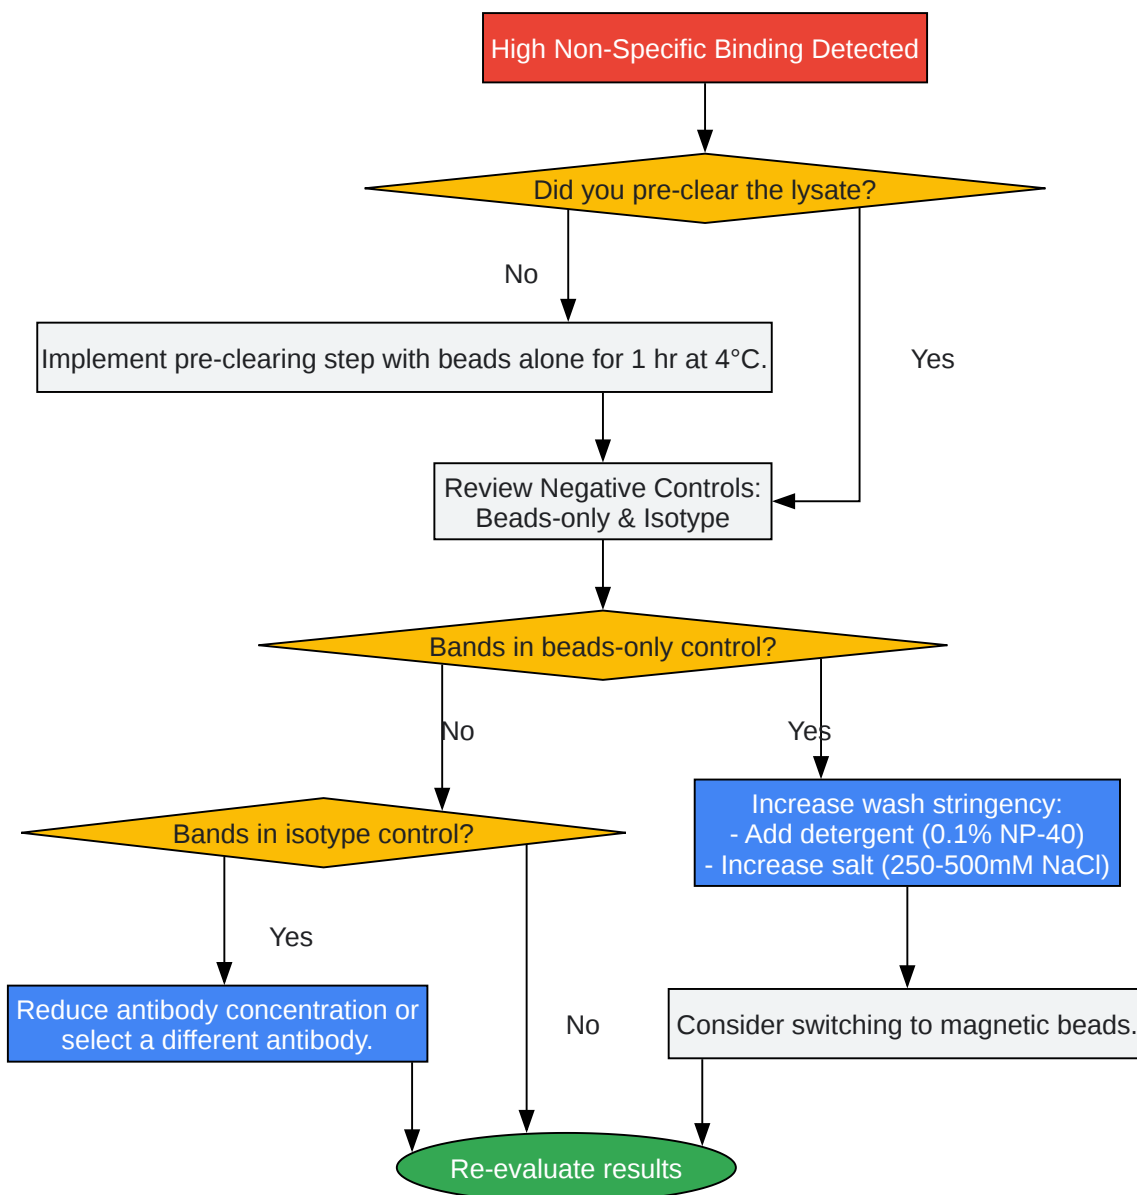 High Non-Specific Binding Detected
Did you pre-clear the lysate?
No
Implement pre-clearing step with beads alone for 1 hr at 4°C.
Yes
Review Negative Controls:
Beads-only & Isotype
Bands in beads-only control?
No
Yes
Increase wash stringency:
- Add detergent (0.1% NP-40)
- Increase salt (250-500mM NaCl)
Bands in isotype control?
Yes
Reduce antibody concentration or
select a different antibody.
No
Consider switching to magnetic beads.
Re-evaluate results